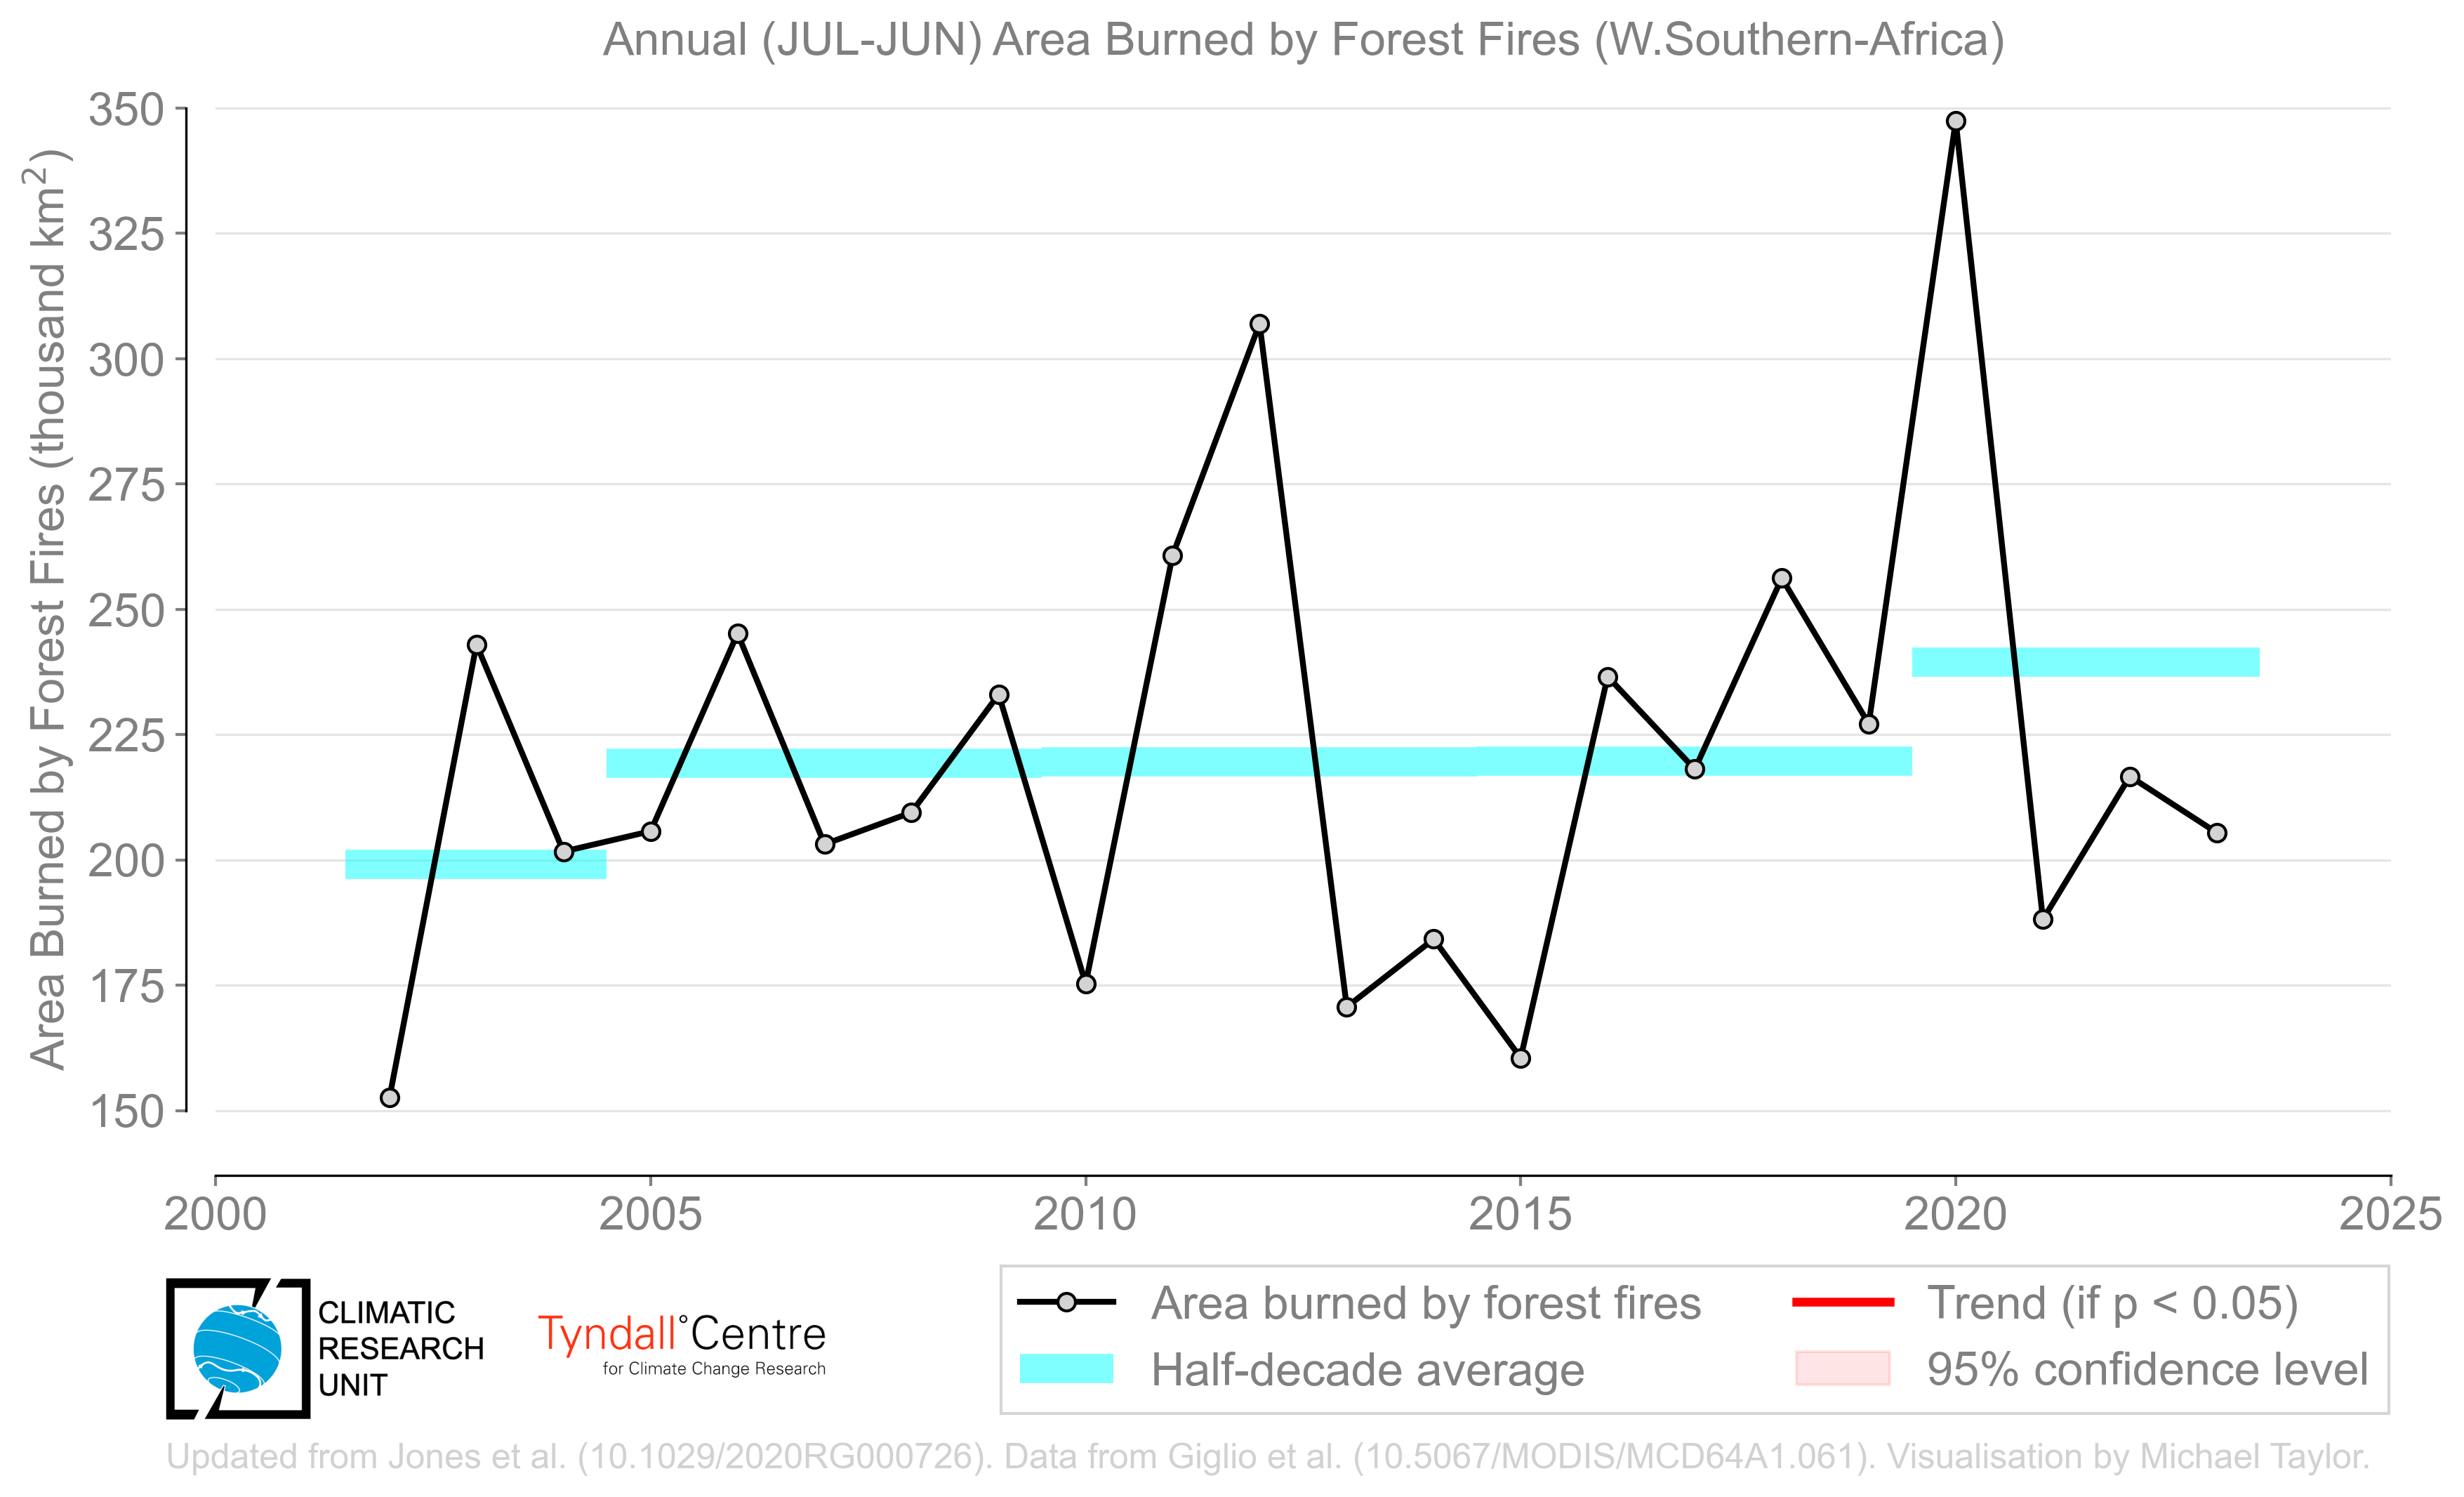 Annual (JUL-JUN) Area Burned by Forest Fires (W.Southern-Africa)
Area Burned by Forest Fires (thousand km²)
350
325
300
275
250
225
200
175
150
2000
2005
2010
2015
2020
2025
CLIMATIC
RESEARCH
UNIT
Tyndall°Centre
for Climate Change Research
Area burned by forest fires
Half-decade average
Trend (if p < 0.05)
95% confidence level
Updated from Jones et al. (10.1029/2020RG000726). Data from Giglio et al. (10.5067/MODIS/MCD64A1.061). Visualisation by Michael Taylor.